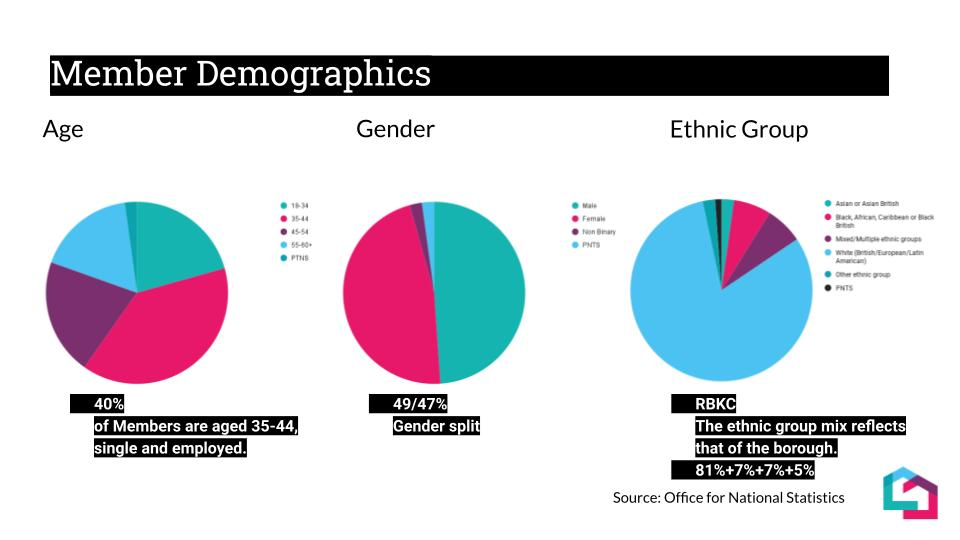 Member Demographics
Age
Gender
Ethnic Group
18-34
35-44
45-54
55-60+
PTNS
Male
Female
Non Binary
PNTS
Asian or Asian British
Black, African, Caribbean or Black
British
Mixed/Multiple ethnic groups
White (British/European/Latin
American)
Other ethnic group
PNTS
40%
of Members are aged 35-44,
single and employed.
49/47%
Gender split
RBKC
The ethnic group mix reflects
that of the borough.
81%+7%+7%+5%
Source: Office for National Statistics